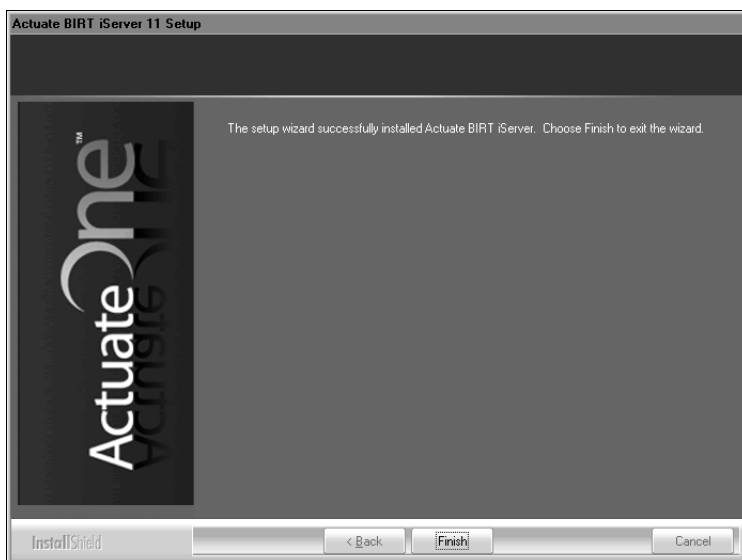 Actuate BIRT iServer 11 Setup
The setup wizard successfully installed Actuate BIRT iServer. Choose Finish to exit the wizard.
ActuateOne™
InstallShield
< Back
Finish
Cancel